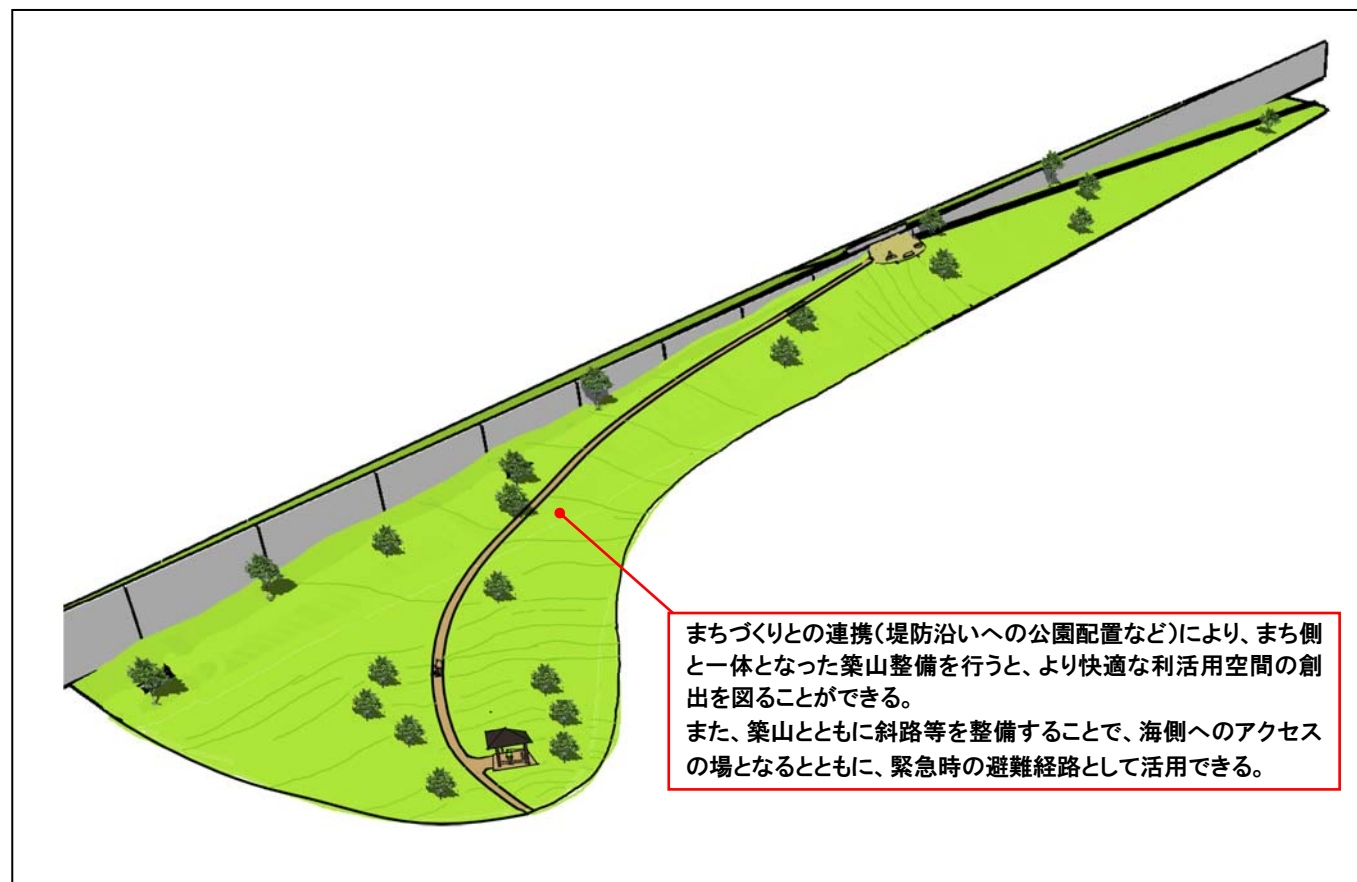 まちづくりとの連携(堤防沿いへの公園配置など)により、まち側
と一体となった築山整備を行うと、より快適な利活用空間の創
出を図ることができる。
また、築山とともに斜路等を整備することで、海側へのアクセス
の場となるとともに、緊急時の避難経路として活用できる。